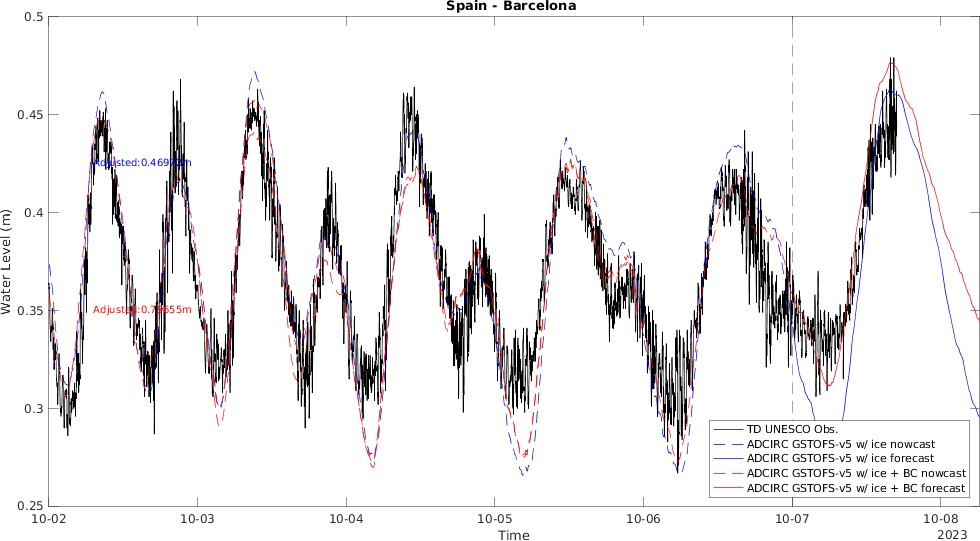 Spain - Barcelona
0.5
0.45
0.4
0.35
0.3
0.25
Water Level (m)
Adjusted:0.75655m
10-02
10-03
10-04
10-05
10-06
10-07
10-08
2023
Time
TD UNESCO Obs.
ADCIRC GSTOFS-v5 w/ ice nowcast
ADCIRC GSTOFS-v5 w/ ice forecast
ADCIRC GSTOFS-v5 w/ ice + BC nowcast
ADCIRC GSTOFS-v5 w/ ice + BC forecast